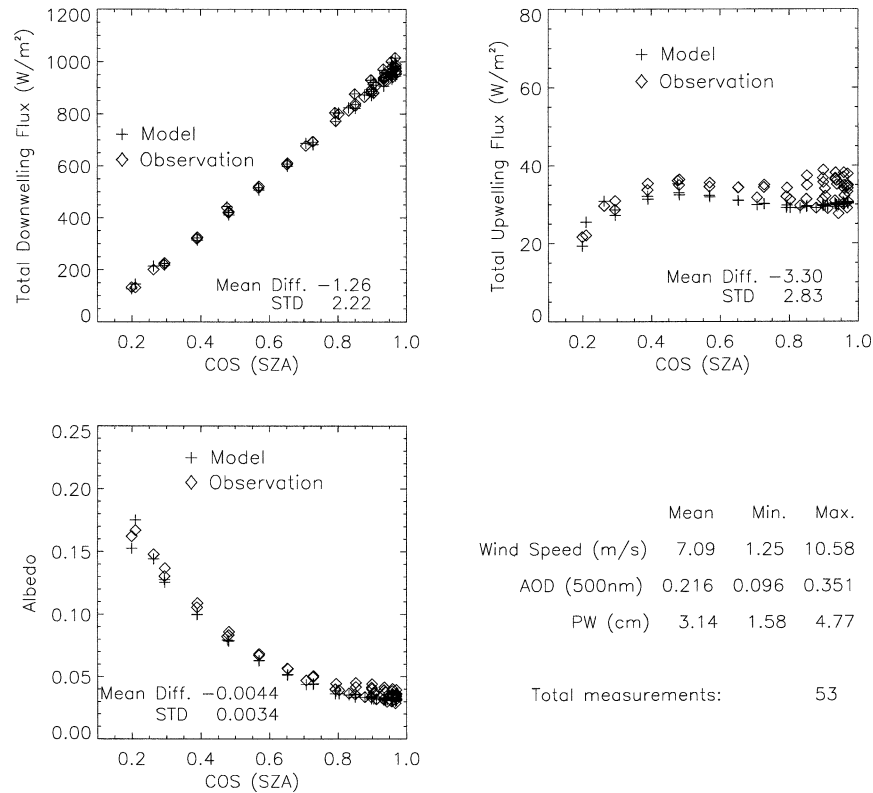 1200
1000
800
600
400
200
0
Total Downwelling Flux (W/m²)
+ Model
◇ Observation
Mean Diff. −1.26
STD 2.22
0.2 0.4 0.6 0.8 1.0
COS (SZA)
80
60
40
20
0
Total Upwelling Flux (W/m²)
+ Model
◇ Observation
Mean Diff. −3.30
STD 2.83
0.2 0.4 0.6 0.8 1.0
COS (SZA)
0.25
0.20
0.15
0.10
0.05
0.00
Albedo
+ Model
◇ Observation
Mean Diff. −0.0044
STD 0.0034
0.2 0.4 0.6 0.8 1.0
COS (SZA)
Mean Min. Max.
Wind Speed (m/s) 7.09 1.25 10.58
AOD (500nm) 0.216 0.096 0.351
PW (cm) 3.14 1.58 4.77
Total measurements: 53